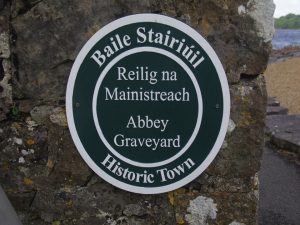 Baile Stairiúil
Reilig na
Mainistreach
Abbey
Graveyard
Historic Town